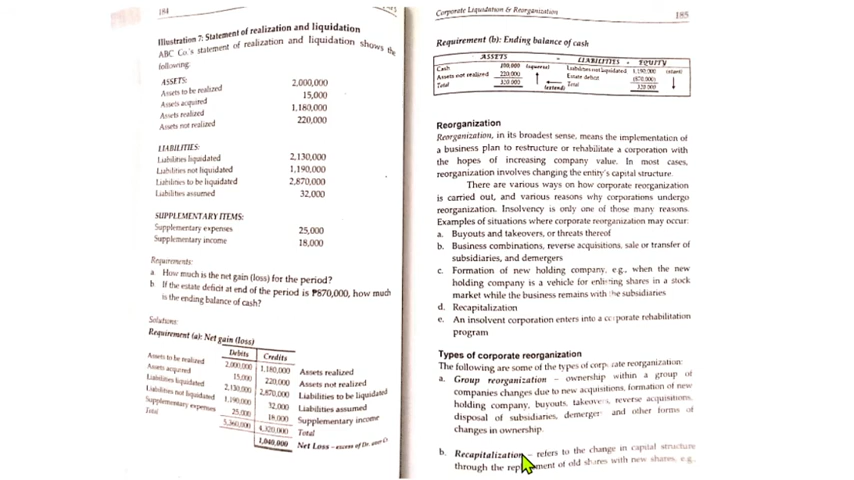 184
Illustration 7: Statement of realization and liquidation
ABC Co.'s statement of realization and liquidation shows the
following:
ASSETS:
Assets to be realized 2,000,000
Assets acquired 15,000
Assets realized 1,180,000
Assets not realized 220,000
LIABILITIES:
Liabilities liquidated 2,130,000
Liabilities not liquidated 1,190,000
Liabilities to be liquidated 2,870,000
Liabilities assumed 32,000
SUPPLEMENTARY ITEMS:
Supplementary expenses 25,000
Supplementary income 18,000
Requirements:
a. How much is the net gain (loss) for the period?
b. If the estate deficit at end of the period is ₱870,000, how much
is the ending balance of cash?
Solutions:
Requirement (a): Net gain (loss)
Debits Credits
Assets to be realized 2,000,000 1,180,000 Assets realized
Assets acquired 15,000 220,000 Assets not realized
Liabilities liquidated 2,130,000 2,870,000 Liabilities to be liquidated
Liabilities not liquidated 1,190,000 32,000 Liabilities assumed
Supplementary expenses 25,000 18,000 Supplementary income
Total 5,360,000 4,320,000 Total
1,040,000 Net Loss – excess of Dr. over Cr.
Corporate Liquidation & Reorganization 185
Requirement (b): Ending balance of cash
ASSETS = LIABILITIES + EQUITY
Cash 100,000 (squeeze) Liabilities not liquidated 1,190,000 (start)
Assets not realized 220,000 Estate deficit (870,000)
Total 320,000 (extend) Total 320,000
Reorganization
Reorganization, in its broadest sense, means the implementation of
a business plan to restructure or rehabilitate a corporation with
the hopes of increasing company value. In most cases,
reorganization involves changing the entity's capital structure.
There are various ways on how corporate reorganization
is carried out, and various reasons why corporations undergo
reorganization. Insolvency is only one of those many reasons.
Examples of situations where corporate reorganization may occur:
a. Buyouts and takeovers, or threats thereof
b. Business combinations, reverse acquisitions, sale or transfer of
subsidiaries, and demergers
c. Formation of new holding company, e.g., when the new
holding company is a vehicle for enlisting shares in a stock
market while the business remains with the subsidiaries
d. Recapitalization
e. An insolvent corporation enters into a corporate rehabilitation
program
Types of corporate reorganization
The following are some of the types of corporate reorganization:
a. Group reorganization – ownership within a group of
companies changes due to new acquisitions, formation of new
holding company, buyouts, takeovers, reverse acquisitions,
disposal of subsidiaries, demerger and other forms of
changes in ownership.
b. Recapitalization – refers to the change in capital structure
through the replacement of old shares with new shares, e.g.,